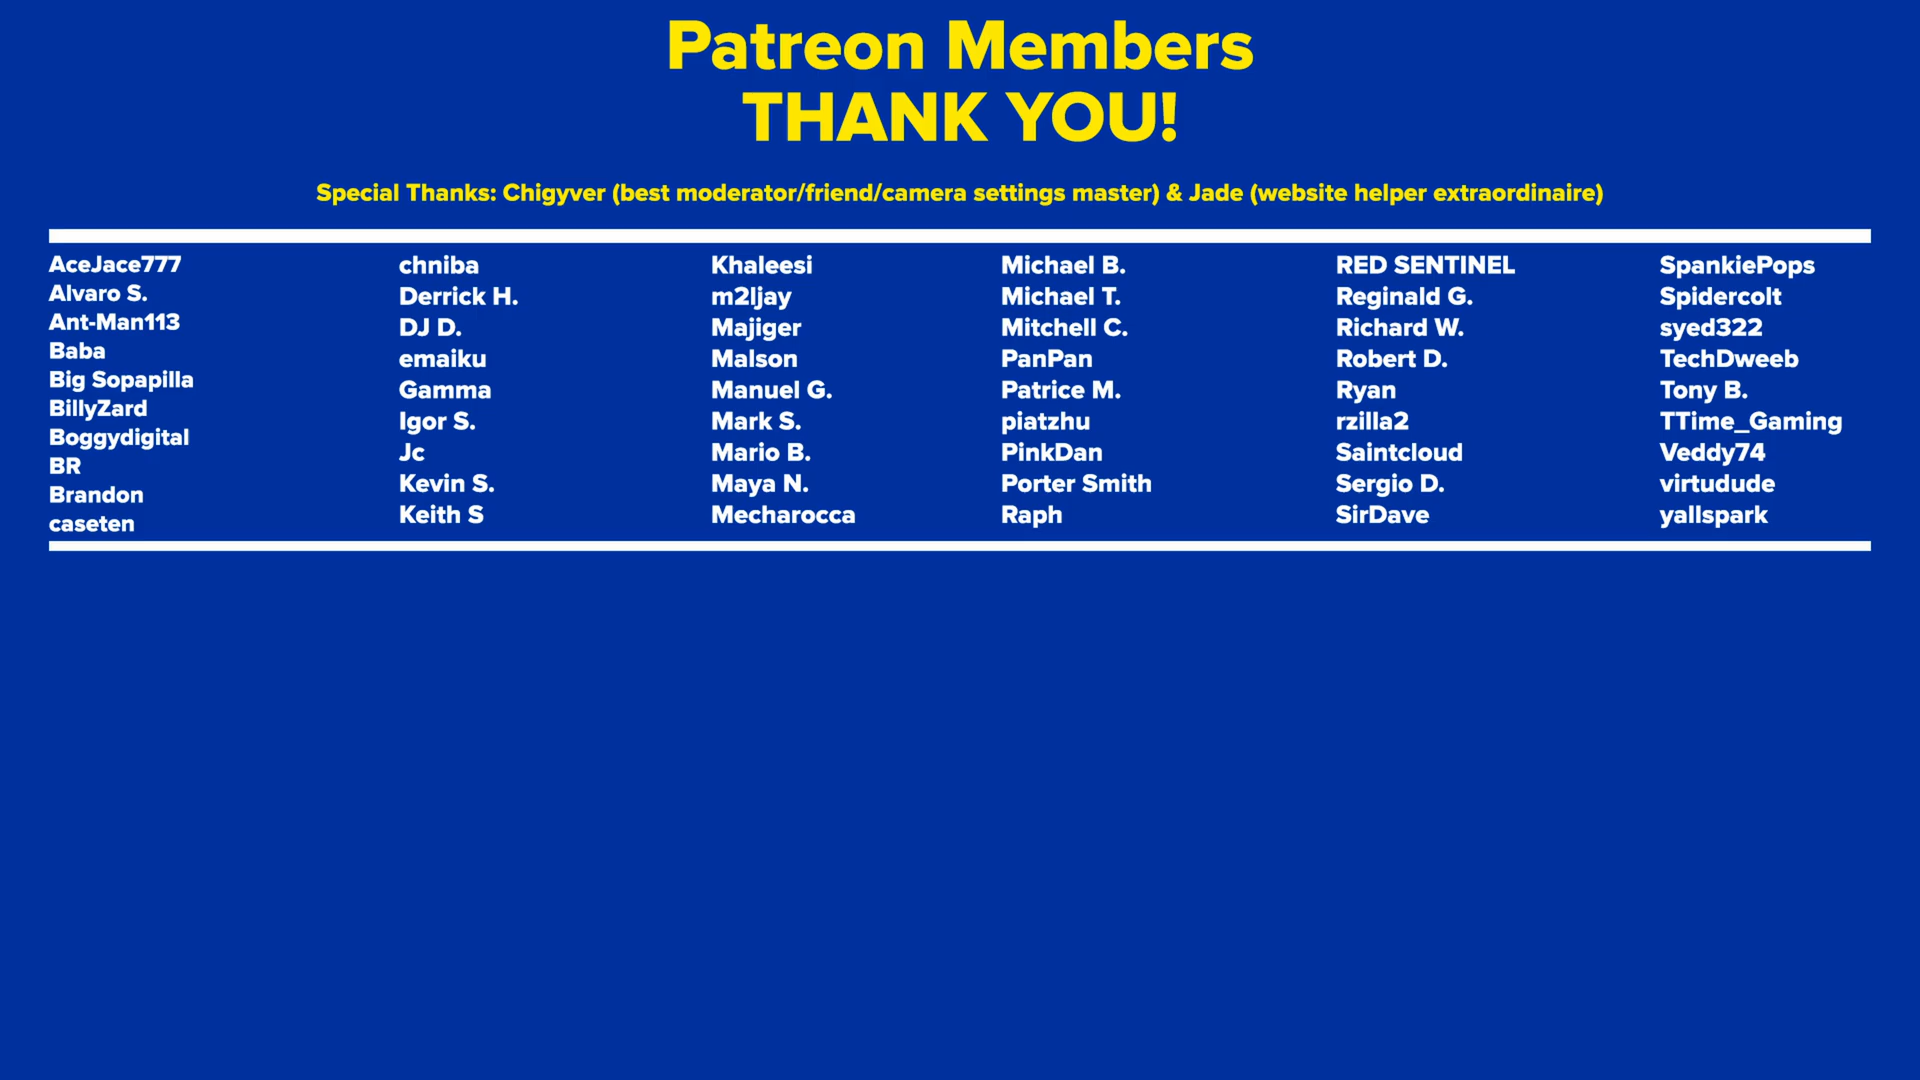 Patreon Members
THANK YOU!
Special Thanks: Chigyver (best moderator/friend/camera settings master) & Jade (website helper extraordinaire)
AceJace777
Alvaro S.
Ant-Man113
Baba
Big Sopapilla
BillyZard
Boggydigital
BR
Brandon
caseten
chniba
Derrick H.
DJ D.
emaiku
Gamma
Igor S.
Jc
Kevin S.
Keith S
Khaleesi
m2ljay
Majiger
Malson
Manuel G.
Mark S.
Mario B.
Maya N.
Mecharocca
Michael B.
Michael T.
Mitchell C.
PanPan
Patrice M.
piatzhu
PinkDan
Porter Smith
Raph
RED SENTINEL
Reginald G.
Richard W.
Robert D.
Ryan
rzilla2
Saintcloud
Sergio D.
SirDave
SpankiePops
Spidercolt
syed322
TechDweeb
Tony B.
TTime_Gaming
Veddy74
virtudude
yallspark